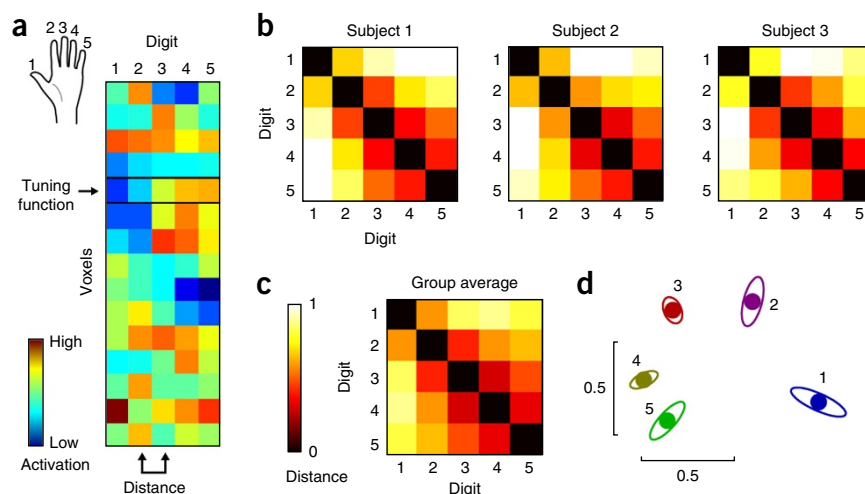 a
1
2 3 4 5
Digit
1 2 3 4 5
Tuning
function
Voxels
High
Low
Activation
Distance
b
Subject 1
Subject 2
Subject 3
Digit
1
2
3
4
5
1 2 3 4 5
Digit
1
2
3
4
5
1 2 3 4 5
1
2
3
4
5
1 2 3 4 5
c
1
0
Distance
Group average
Digit
1
2
3
4
5
1 2 3 4 5
Digit
d
3
2
4
1
5
0.5
0.5